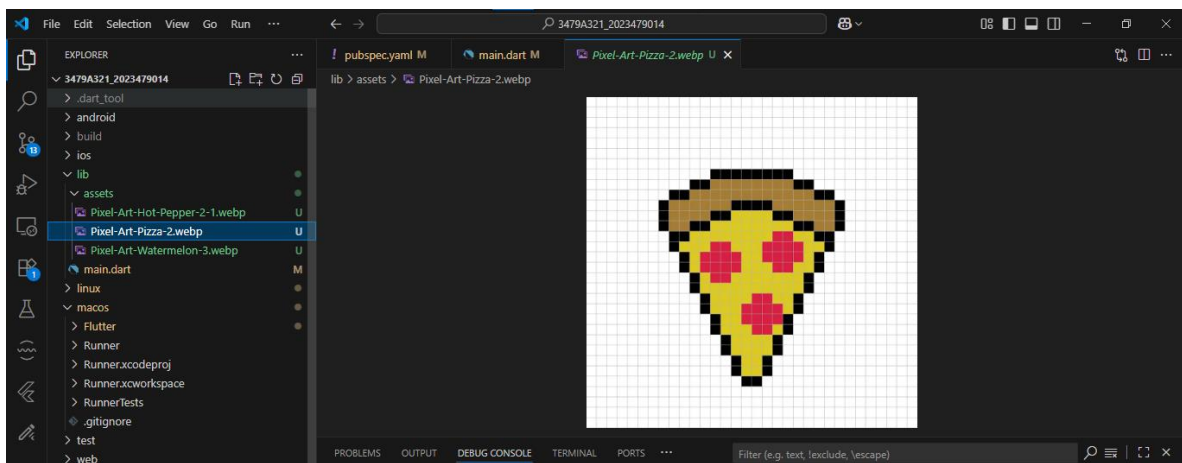 File Edit Selection View Go Run ··· 3479A321_2023479014
EXPLORER ···
! pubspec.yaml M main.dart M Pixel-Art-Pizza-2.webp U
3479A321_2023479014
lib > assets > Pixel-Art-Pizza-2.webp
.dart_tool
android
build
13
ios
lib
assets
Pixel-Art-Hot-Pepper-2-1.webp U
Pixel-Art-Pizza-2.webp U
Pixel-Art-Watermelon-3.webp U
main.dart M
1
linux
macos
Flutter
Runner
Runner.xcodeproj
Runner.xcworkspace
RunnerTests
.gitignore
test
web
PROBLEMS OUTPUT DEBUG CONSOLE TERMINAL PORTS ··· Filter (e.g. text, !exclude, \escape)